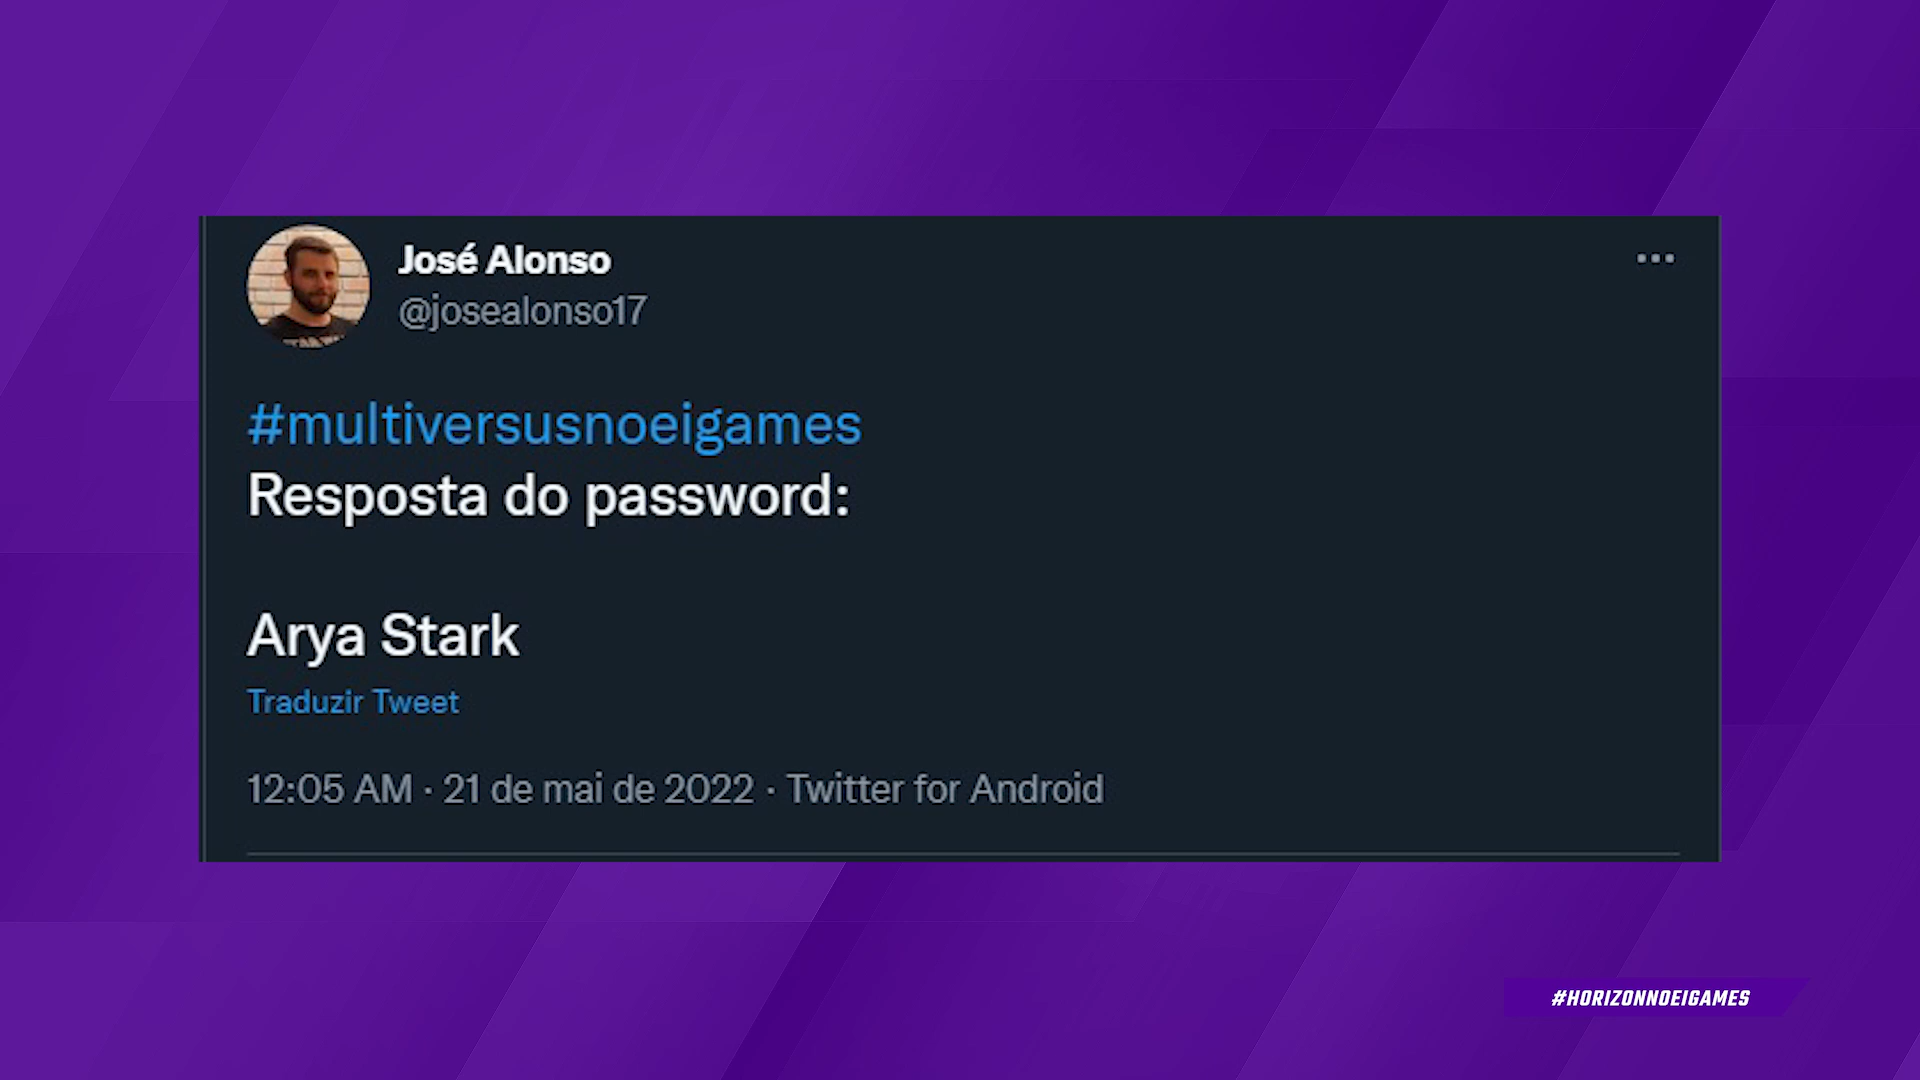 José Alonso
@josealonso17
#multiversusnoeigames
Resposta do password:
Arya Stark
Traduzir Tweet
12:05 AM · 21 de mai de 2022 · Twitter for Android
#HORIZONNOEIGAMES